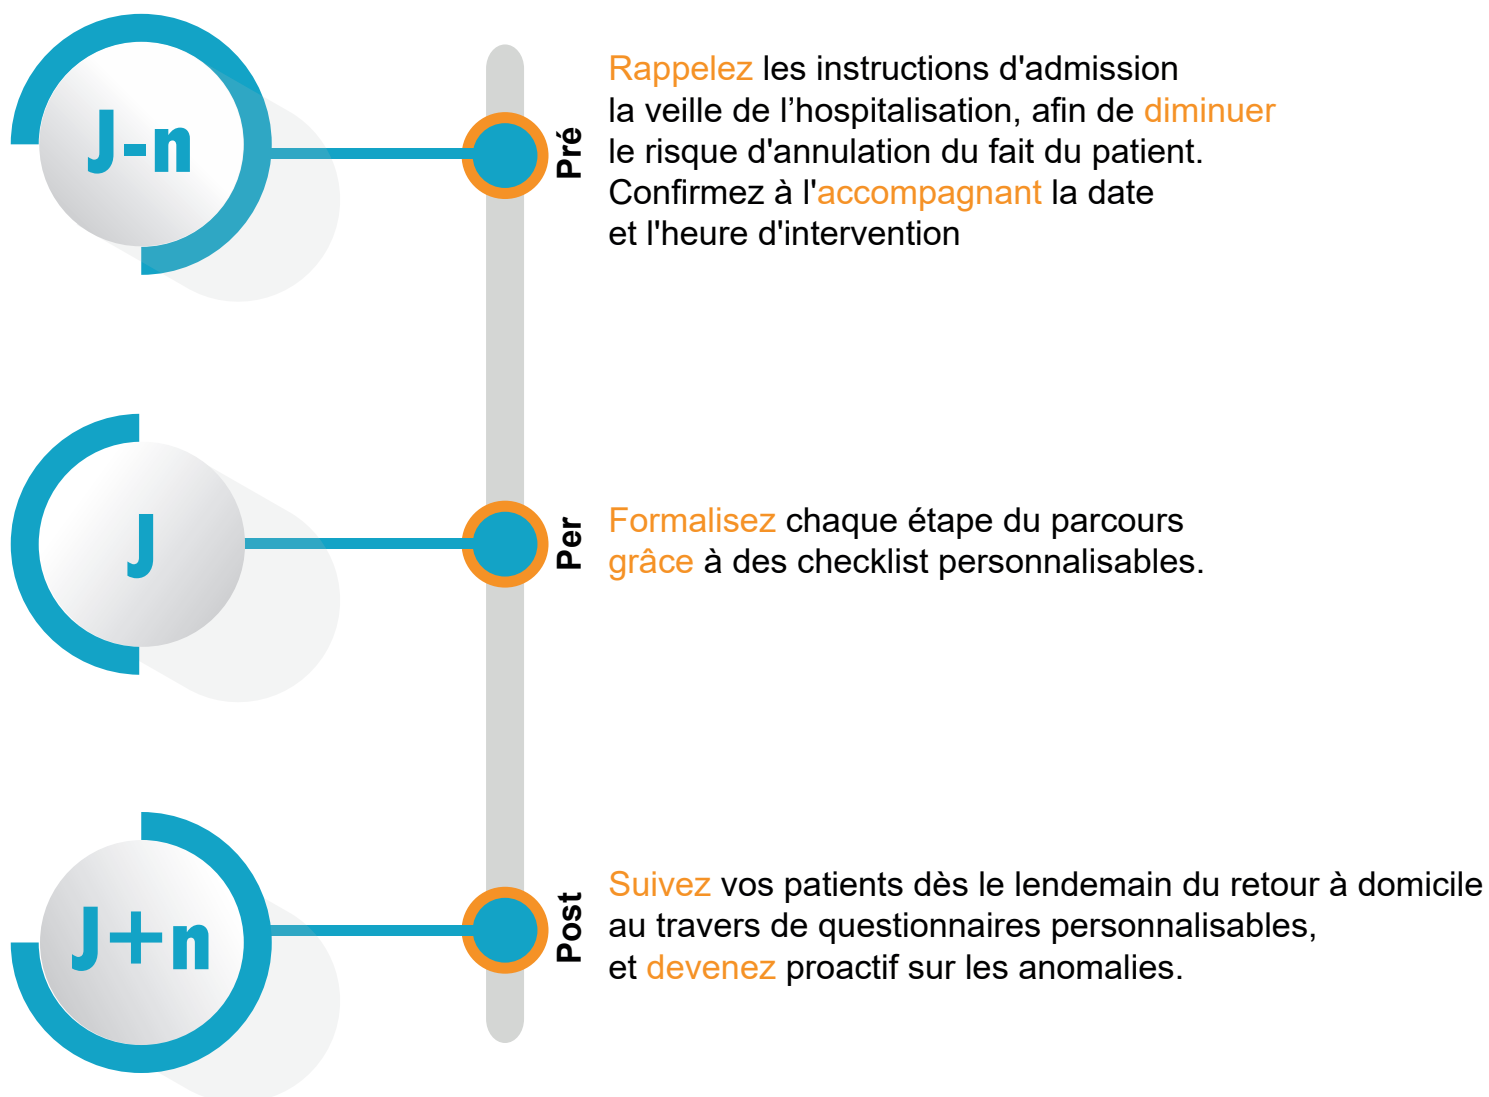 J-n
Pré
Rappelez les instructions d'admission
la veille de l’hospitalisation, afin de diminuer
le risque d'annulation du fait du patient.
Confirmez à l'accompagnant la date
et l'heure d'intervention
J
Per
Formalisez chaque étape du parcours
grâce à des checklist personnalisables.
J+n
Post
Suivez vos patients dès le lendemain du retour à domicile
au travers de questionnaires personnalisables,
et devenez proactif sur les anomalies.